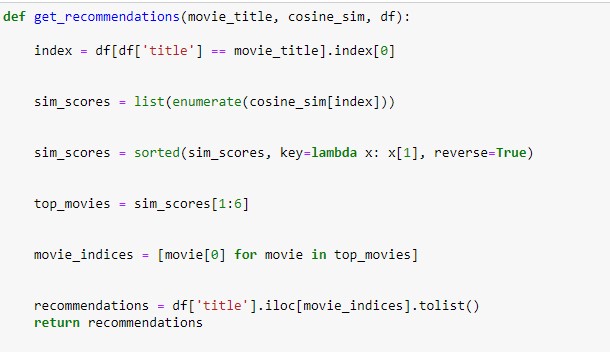 def get_recommendations(movie_title, cosine_sim, df):
    index = df[df['title'] == movie_title].index[0]
    sim_scores = list(enumerate(cosine_sim[index]))
    sim_scores = sorted(sim_scores, key=lambda x: x[1], reverse=True)
    top_movies = sim_scores[1:6]
    movie_indices = [movie[0] for movie in top_movies]
    recommendations = df['title'].iloc[movie_indices].tolist()
    return recommendations